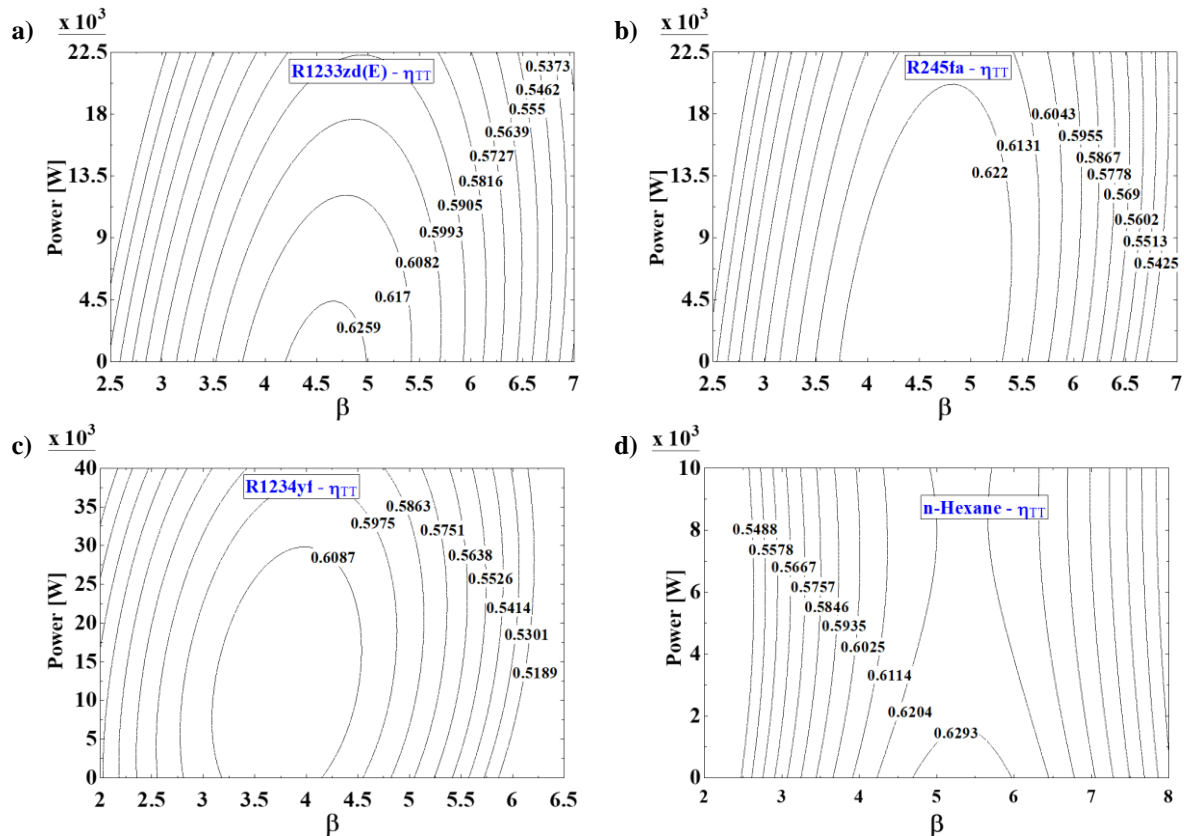 a)
x 10³
R1233zd(E) - ηTT
Power [W]
22.5
18
13.5
9
4.5
0
0.5373
0.5462
0.555
0.5639
0.5727
0.5816
0.5905
0.5993
0.6082
0.617
0.6259
2.5 3 3.5 4 4.5 5 5.5 6 6.5 7
β
b)
x 10³
R245fa - ηTT
Power [W]
22.5
18
13.5
9
4.5
0
0.6043
0.5955
0.6131
0.5867
0.622
0.5778
0.569
0.5602
0.5513
0.5425
2.5 3 3.5 4 4.5 5 5.5 6 6.5 7
β
c)
x 10³
R1234yf - ηTT
Power [W]
40
35
30
25
20
15
10
5
0
0.5863
0.5975
0.5751
0.5638
0.6087
0.5526
0.5414
0.5301
0.5189
2 2.5 3 3.5 4 4.5 5 5.5 6 6.5
β
d)
x 10³
n-Hexane - ηTT
Power [W]
10
8
6
4
2
0
0.5488
0.5578
0.5667
0.5757
0.5846
0.5935
0.6025
0.6114
0.6204
0.6293
2 3 4 5 6 7 8
β